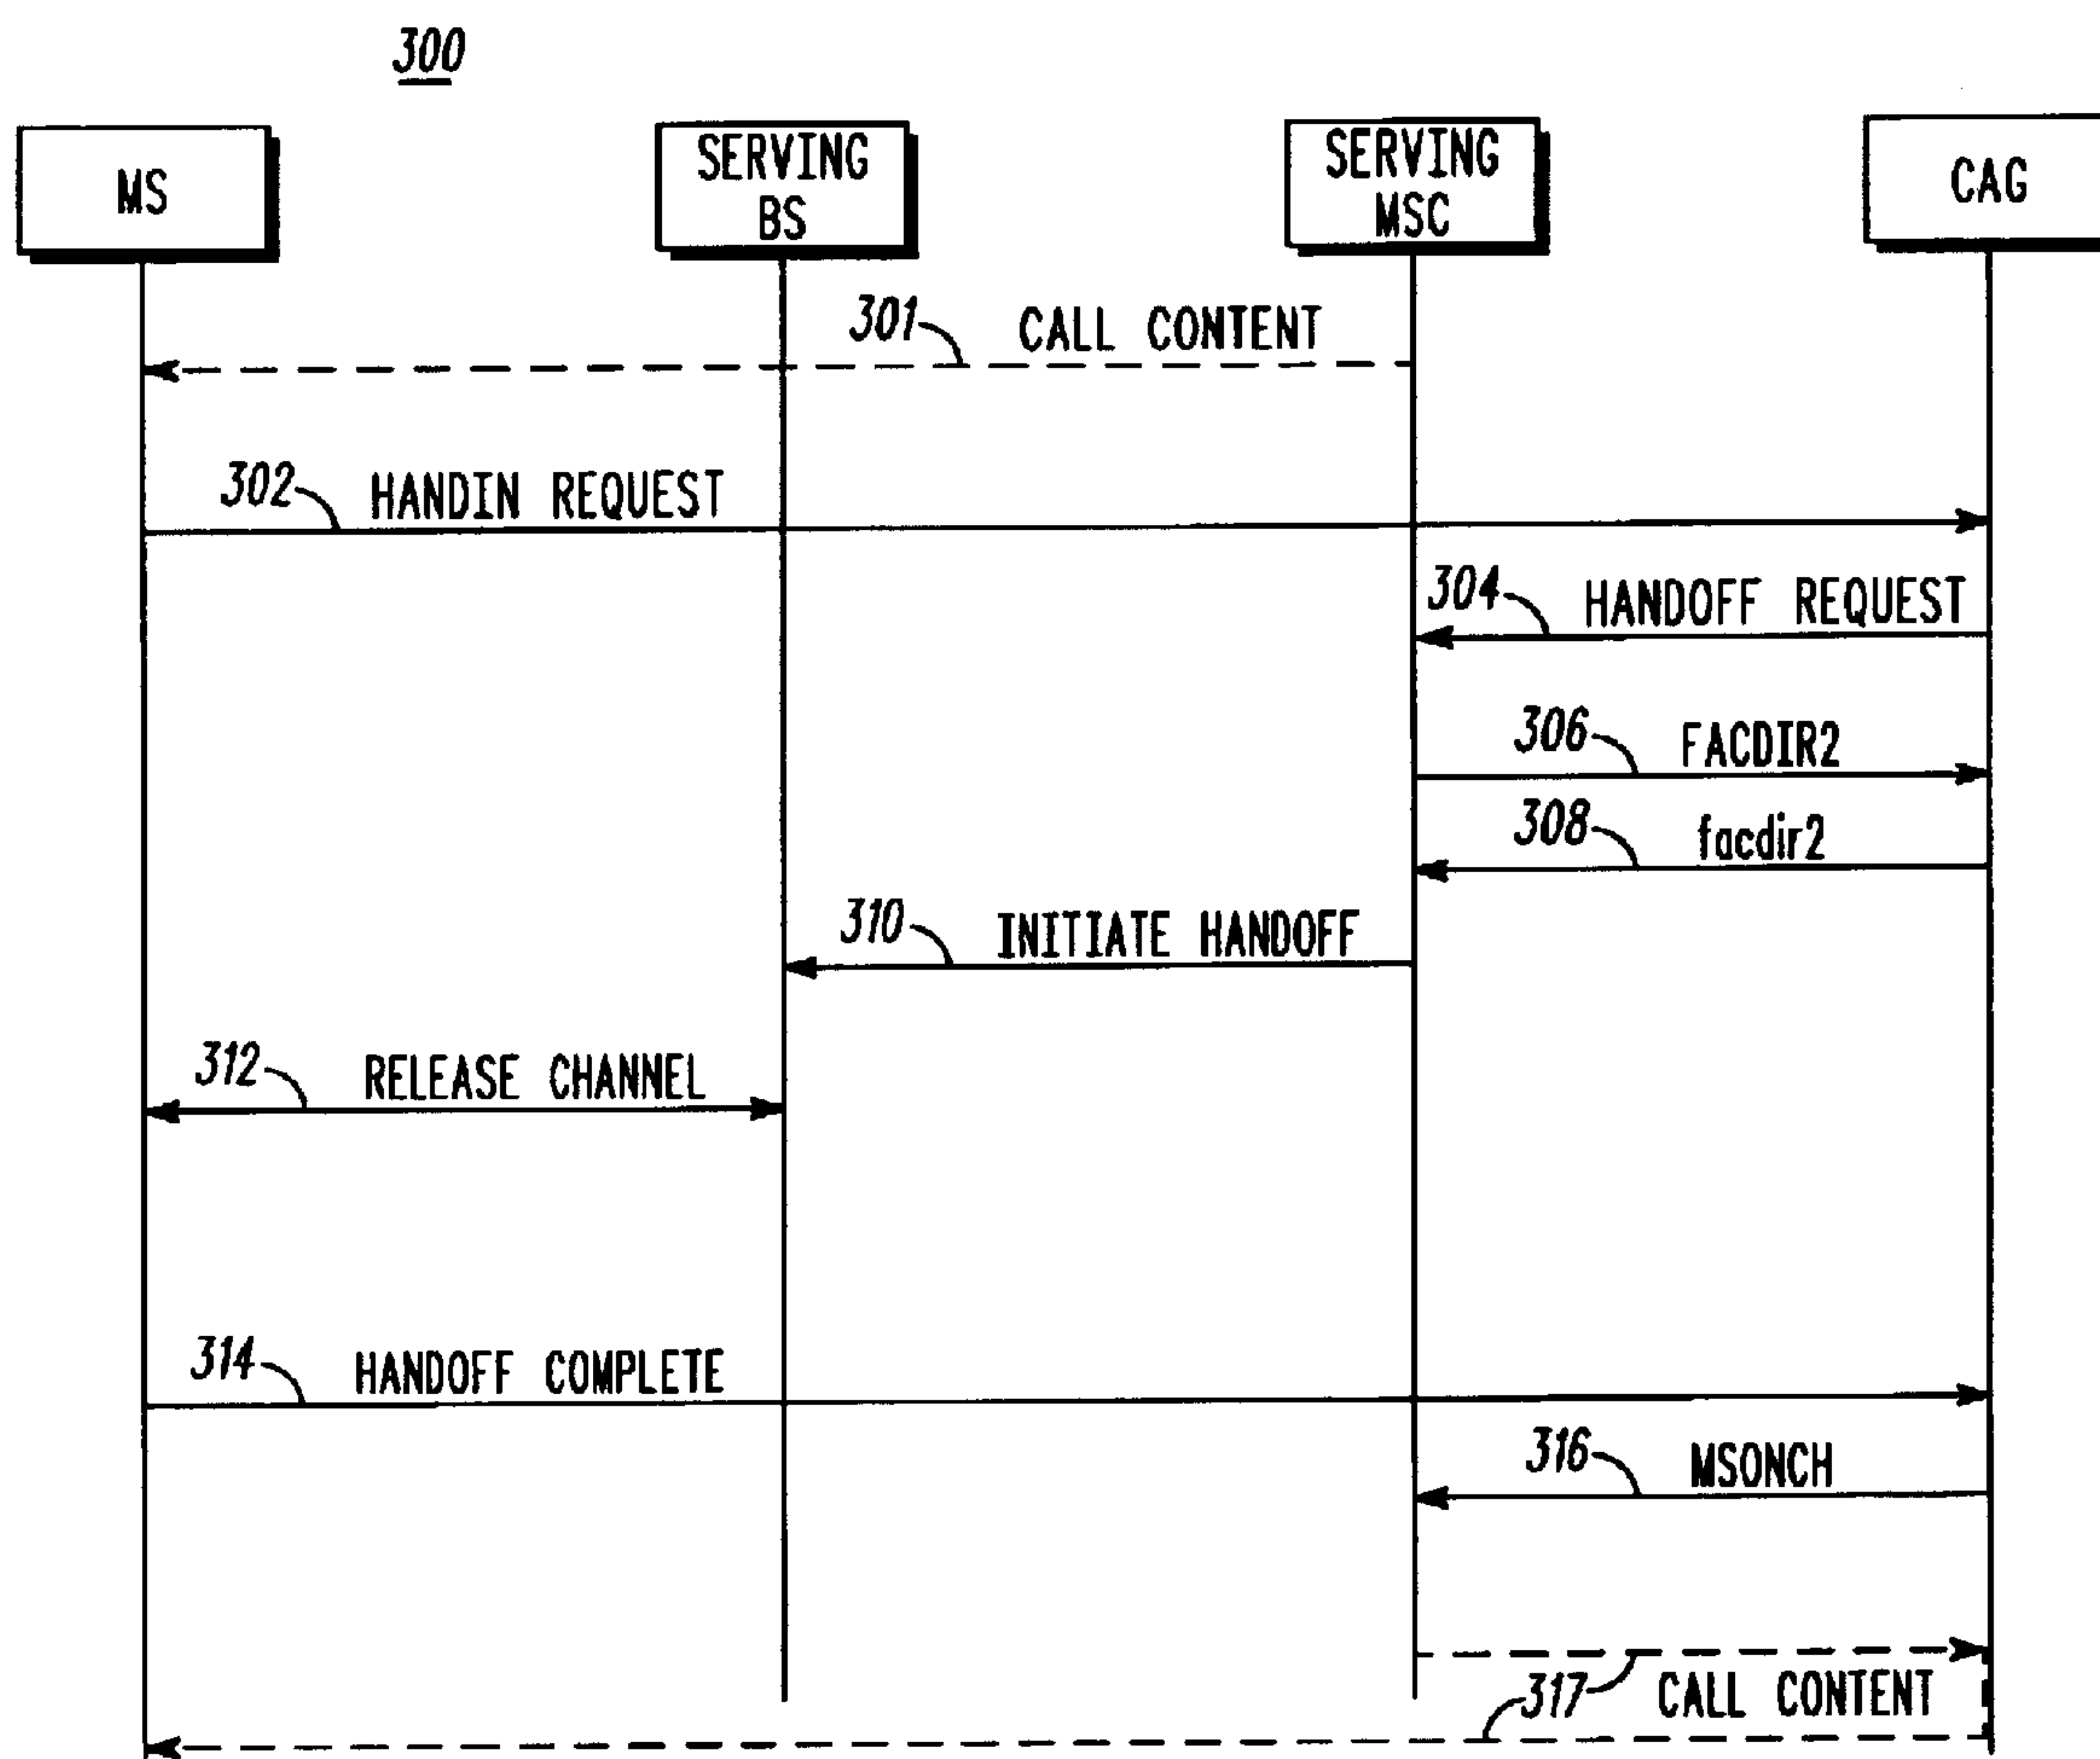 300
MS
SERVING
BS
SERVING
MSC
CAG
301 CALL CONTENT
302 HANDIN REQUEST
304 HANDOFF REQUEST
306 FACDIR2
308 facdir2
310 INITIATE HANDOFF
312 RELEASE CHANNEL
314 HANDOFF COMPLETE
316 MSONCH
317 CALL CONTENT